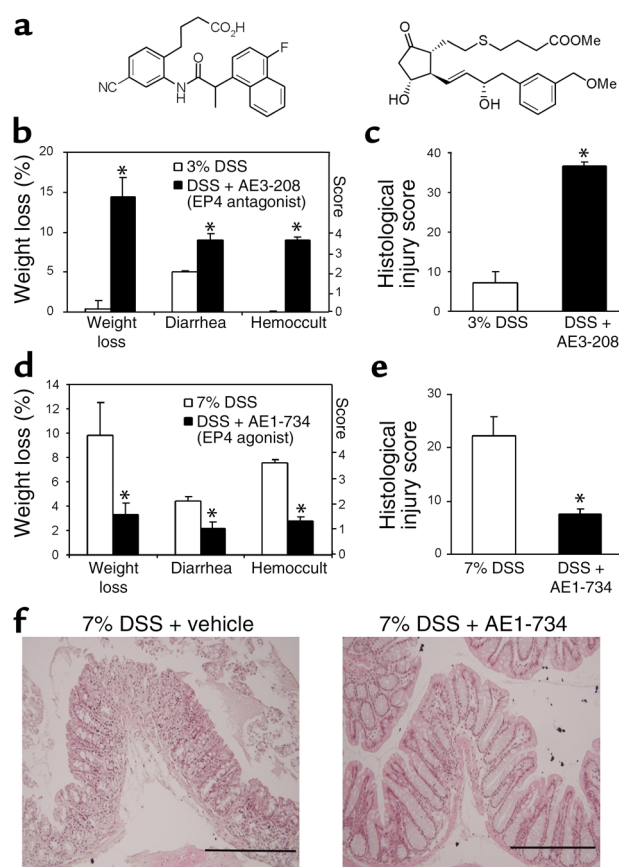 a
CO2H
F
O
NC
N
H
O
S
COOMe
HO
OH
OMe
b
Weight loss (%)
20
15
10
5
0
3% DSS
DSS + AE3-208
(EP4 antagonist)
*
*
*
Score
4
3
2
1
0
Weight
loss
Diarrhea
Hemoccult
c
Histological
injury score
40
30
20
10
0
*
3% DSS
DSS +
AE3-208
d
Weight loss (%)
14
12
10
8
6
4
2
0
7% DSS
DSS + AE1-734
(EP4 agonist)
*
*
*
Score
4
3
2
1
0
Weight
loss
Diarrhea
Hemoccult
e
Histological
injury score
30
20
10
0
*
7% DSS
DSS +
AE1-734
f
7% DSS + vehicle
7% DSS + AE1-734